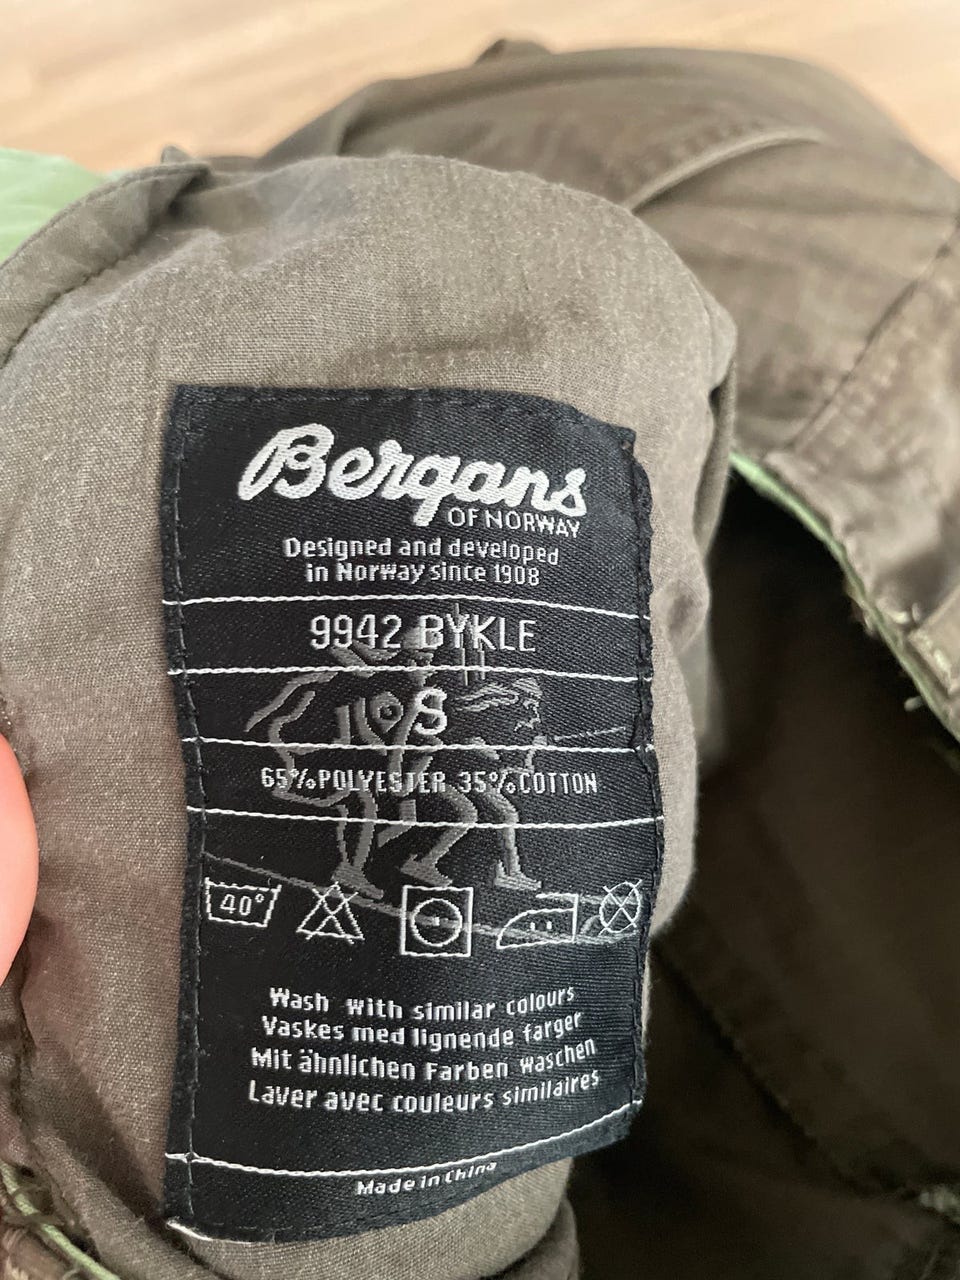 Bergans
OF NORWAY
Designed and developed
in Norway since 1908
9942 BYKLE
S
65% POLYESTER 35% COTTON
40°
Wash with similar colours
Vaskes med lignende farger
Mit ähnlichen Farben waschen
Laver avec couleurs similaires
Made in China